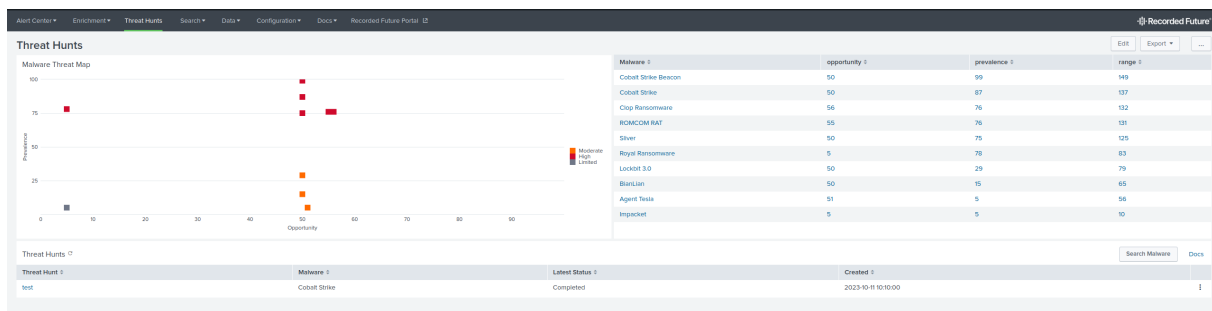 Alert Center Enrichment Threat Hunts Search Data Configuration Docs Recorded Future Portal Recorded Future
Threat Hunts
Edit Export ...
Malware Threat Map
100
75
50
25
Prevalence
0 10 20 30 40 50 60 70 80 90
Opportunity
Moderate
High
Limited
Malware opportunity prevalence range
Cobalt Strike Beacon 50 99 149
Cobalt Strike 50 87 137
Clop Ransomware 56 76 132
ROMCOM RAT 55 76 131
Sliver 50 75 125
Royal Ransomware 5 78 83
Lockbit 3.0 50 29 79
BianLian 50 15 65
Agent Tesla 51 5 56
Impacket 5 5 10
Threat Hunts
Search Malware Docs
Threat Hunt Malware Latest Status Created
test Cobalt Strike Completed 2023-10-11 10:10:00